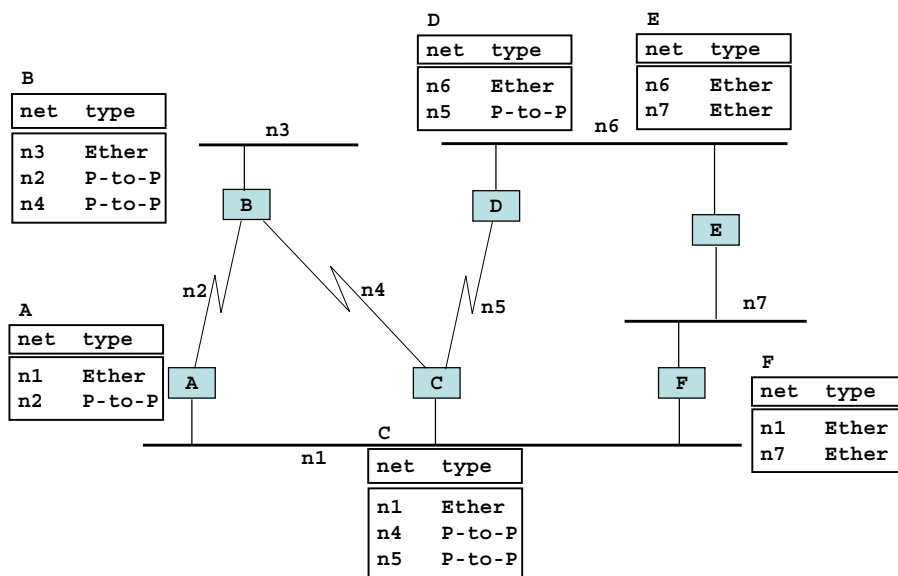 D
net type
n6 Ether
n5 P-to-P
E
net type
n6 Ether
n7 Ether
B
net type
n3 Ether
n2 P-to-P
n4 P-to-P
n3
n6
B
D
E
n2
n4
n5
n7
A
net type
n1 Ether
n2 P-to-P
A
C
F
F
net type
n1 Ether
n7 Ether
n1
C
net type
n1 Ether
n4 P-to-P
n5 P-to-P